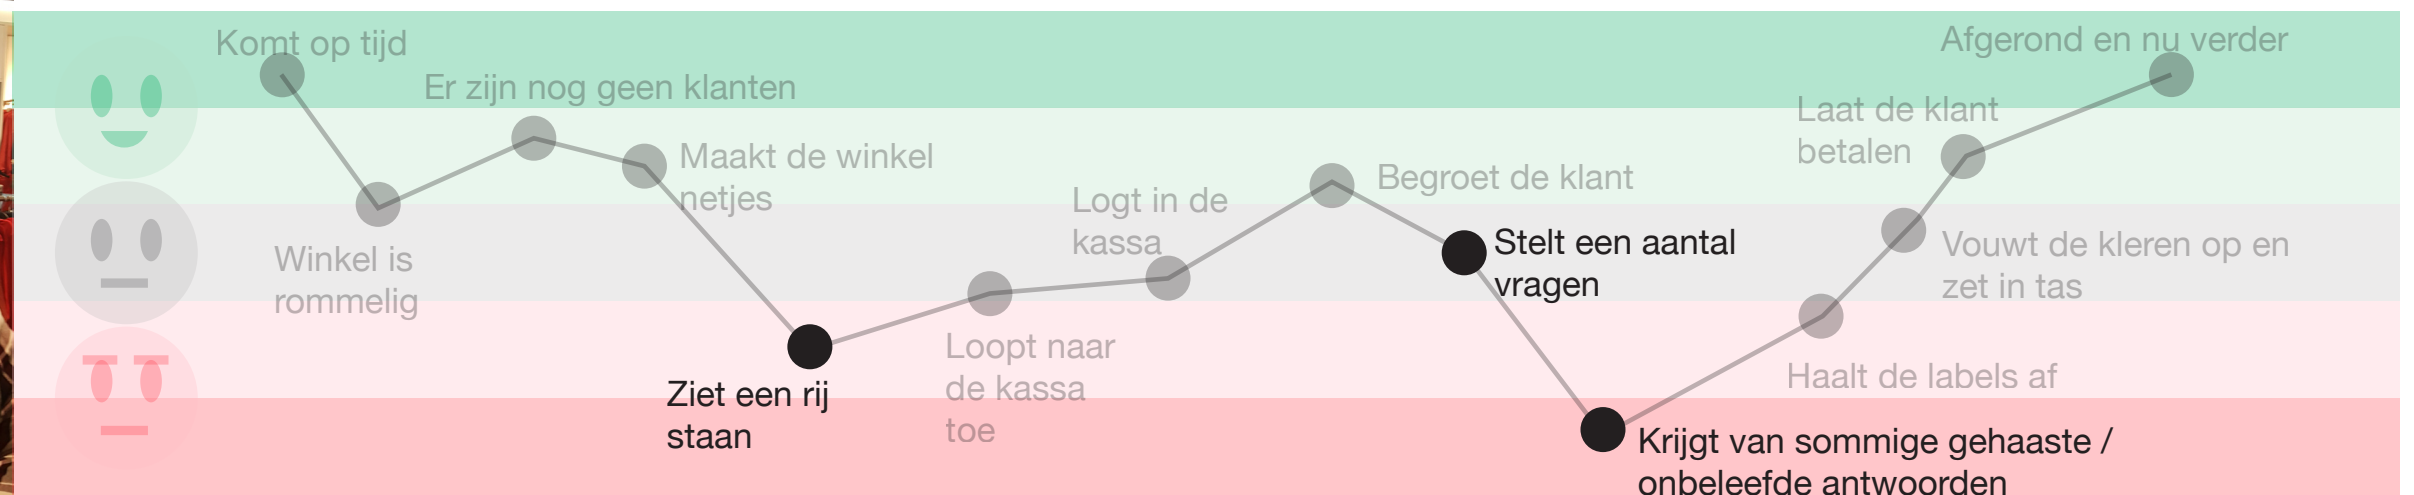 Komt op tijd
Winkel is
rommelig
Er zijn nog geen klanten
Maakt de winkel
netjes
Ziet een rij
staan
Loopt naar
de kassa
toe
Logt in de
kassa
Begroet de klant
Stelt een aantal
vragen
Krijgt van sommige gehaaste /
onbeleefde antwoorden
Haalt de labels af
Vouwt de kleren op en
zet in tas
Laat de klant
betalen
Afgerond en nu verder